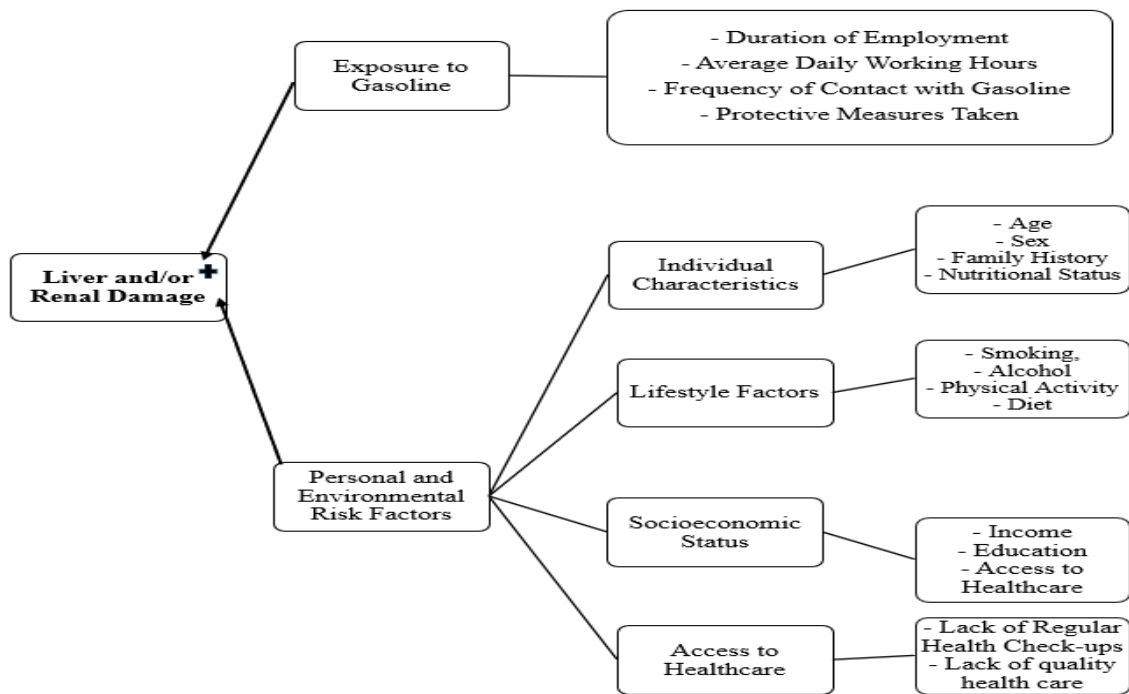 Exposure to
Gasoline
- Duration of Employment
- Average Daily Working Hours
- Frequency of Contact with Gasoline
- Protective Measures Taken
Liver and/or
Renal Damage
Individual
Characteristics
- Age
- Sex
- Family History
- Nutritional Status
Lifestyle Factors
- Smoking,
- Alcohol
- Physical Activity
- Diet
Personal and
Environmental
Risk Factors
Socioeconomic
Status
- Income
- Education
- Access to
Healthcare
Access to
Healthcare
- Lack of Regular
Health Check-ups
- Lack of quality
health care